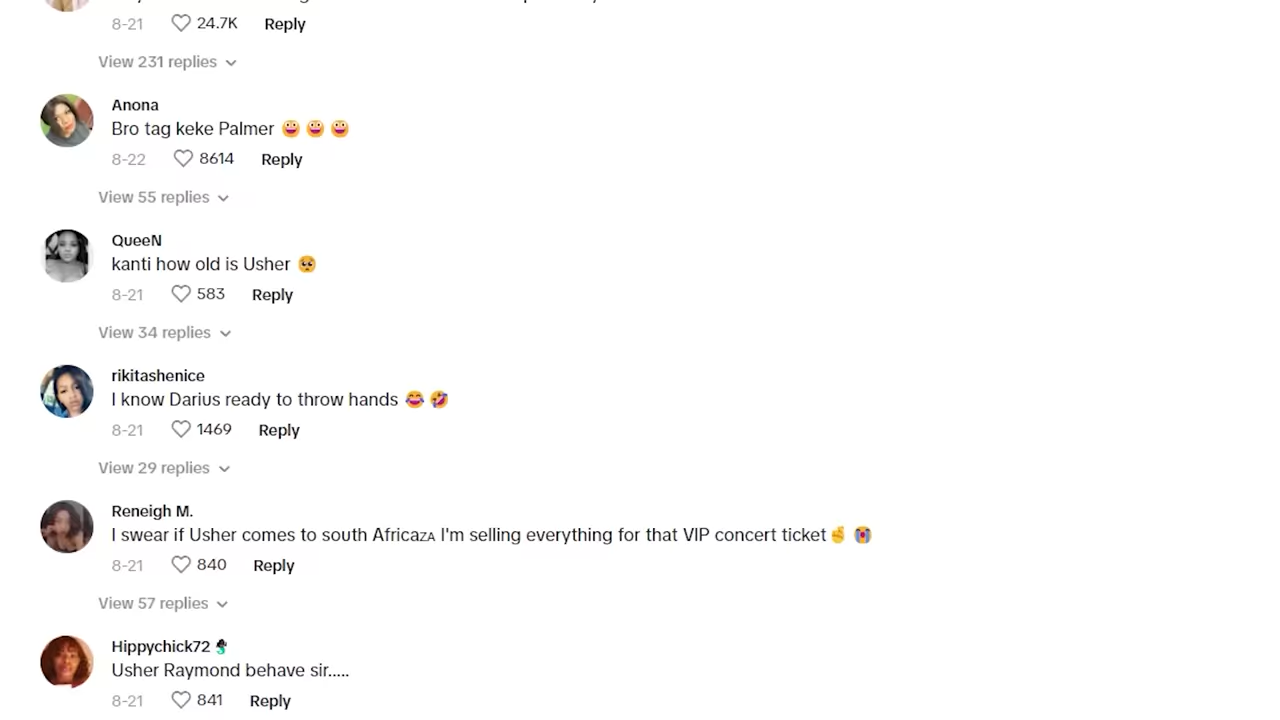 8-21 24.7K Reply
View 231 replies
Anona
Bro tag keke Palmer 😀 😀 😀
8-22 8614 Reply
View 55 replies
QueeN
kanti how old is Usher 🥺
8-21 583 Reply
View 34 replies
rikitashenice
I know Darius ready to throw hands 😂 🤣
8-21 1469 Reply
View 29 replies
Reneigh M.
I swear if Usher comes to south AfricaZA I'm selling everything for that VIP concert ticket🤞 😭
8-21 840 Reply
View 57 replies
Hippychick72
Usher Raymond behave sir.....
8-21 841 Reply